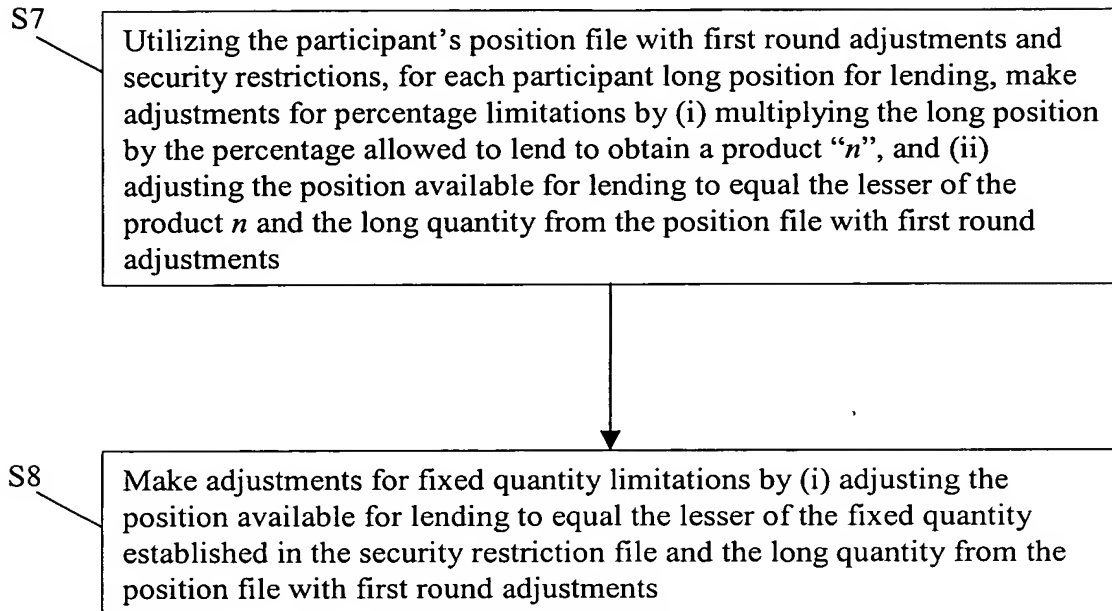 S7
Utilizing the participant’s position file with first round adjustments and
security restrictions, for each participant long position for lending, make
adjustments for percentage limitations by (i) multiplying the long position
by the percentage allowed to lend to obtain a product “n”, and (ii)
adjusting the position available for lending to equal the lesser of the
product n and the long quantity from the position file with first round
adjustments
S8
Make adjustments for fixed quantity limitations by (i) adjusting the
position available for lending to equal the lesser of the fixed quantity
established in the security restriction file and the long quantity from the
position file with first round adjustments